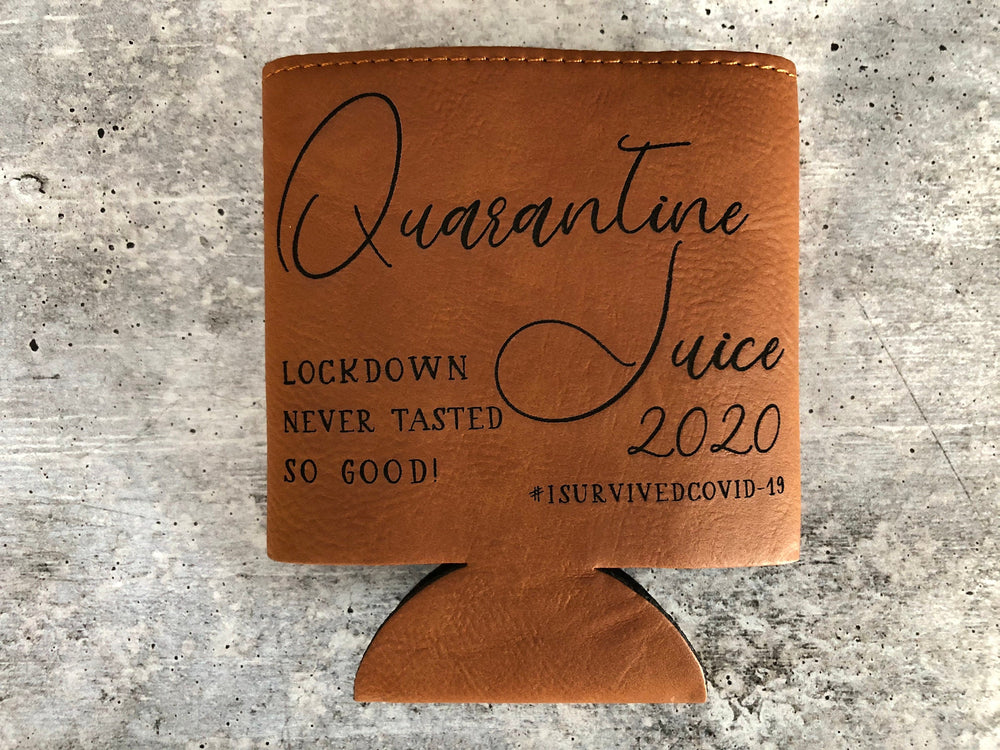 Quarantine
Juice
LOCKDOWN
NEVER TASTED
SO GOOD!
2020
#ISURVIVEDCOVID-19